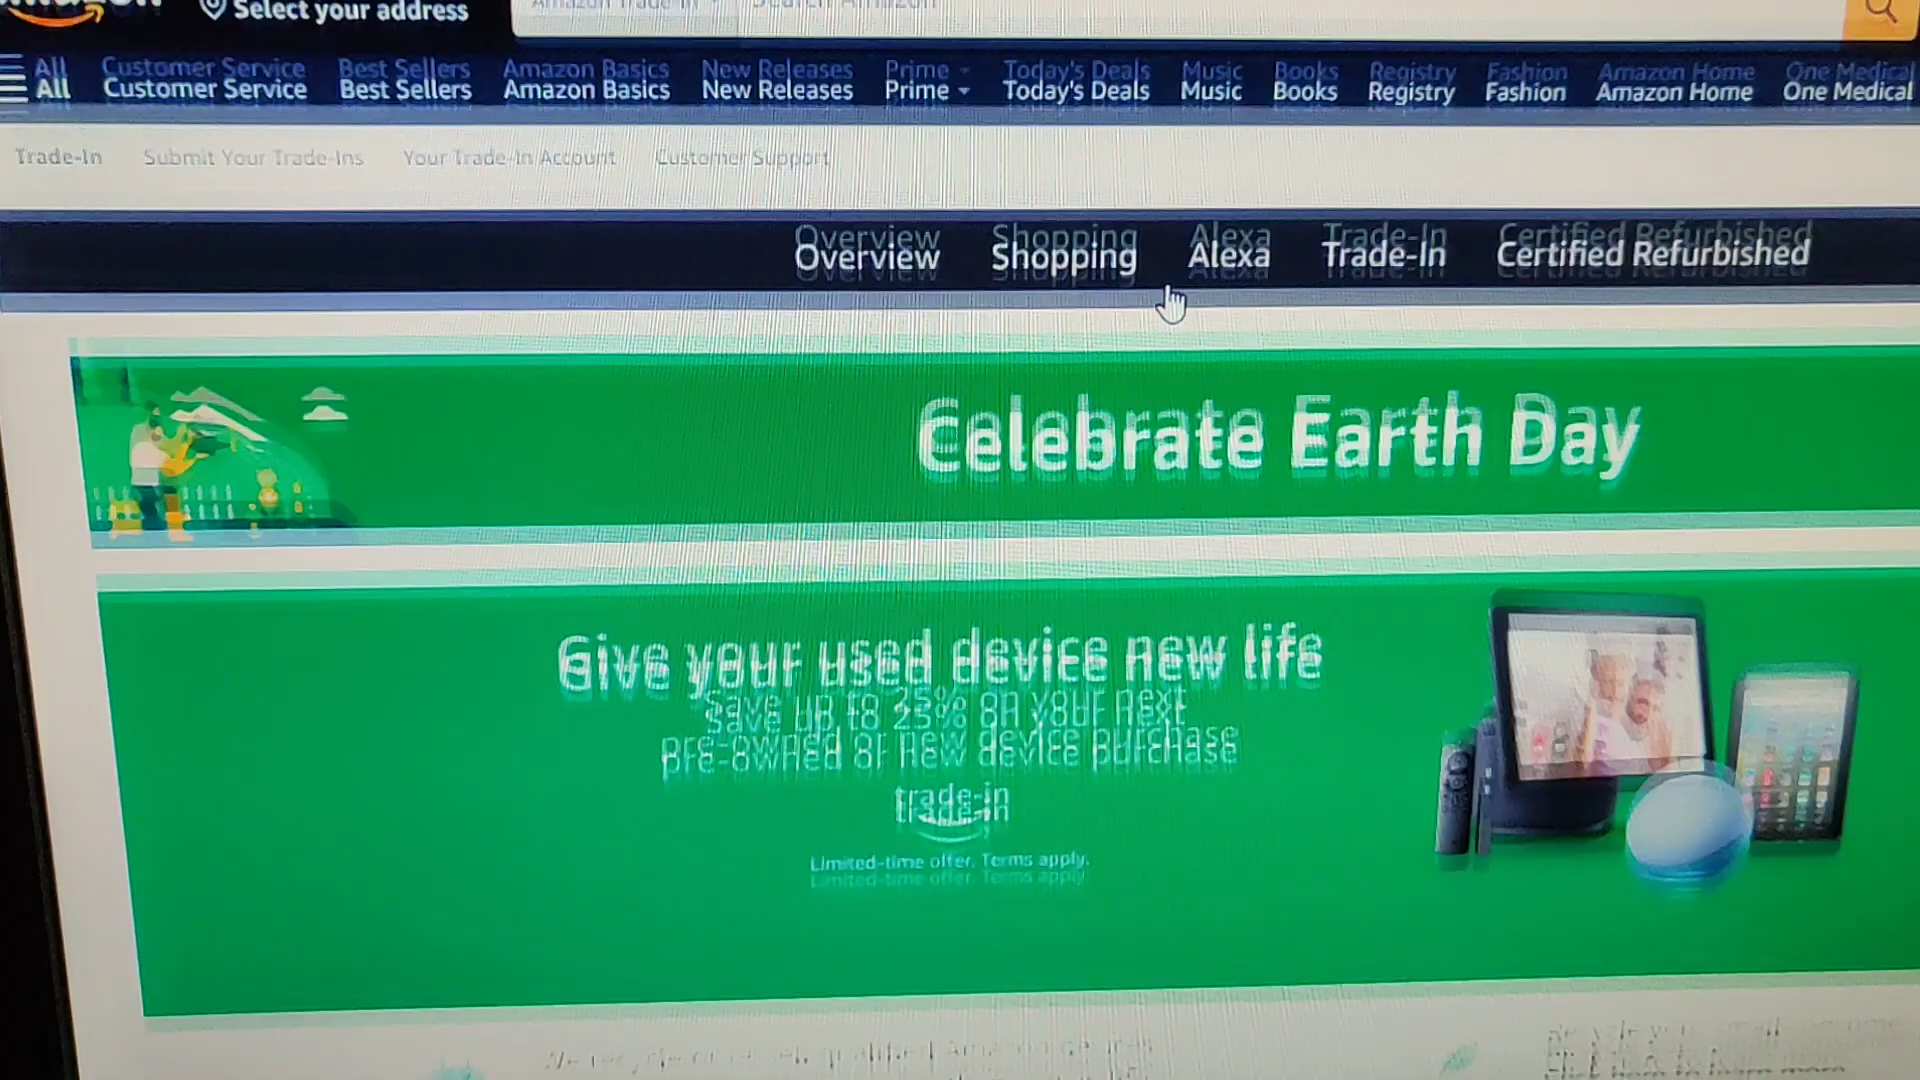 Select your address
All Customer Service Best Sellers Amazon Basics New Releases Prime Today's Deals Music Books Registry Fashion Amazon Home One Medical
Trade-In Submit Your Trade-Ins Your Trade-In Account Customer Support
Overview Shopping Alexa Trade-In Certified Refurbished
Celebrate Earth Day
Give your used device new life
Save up to 25% on your next
pre-owned or new device purchase
trade-in
Limited-time offer. Terms apply.